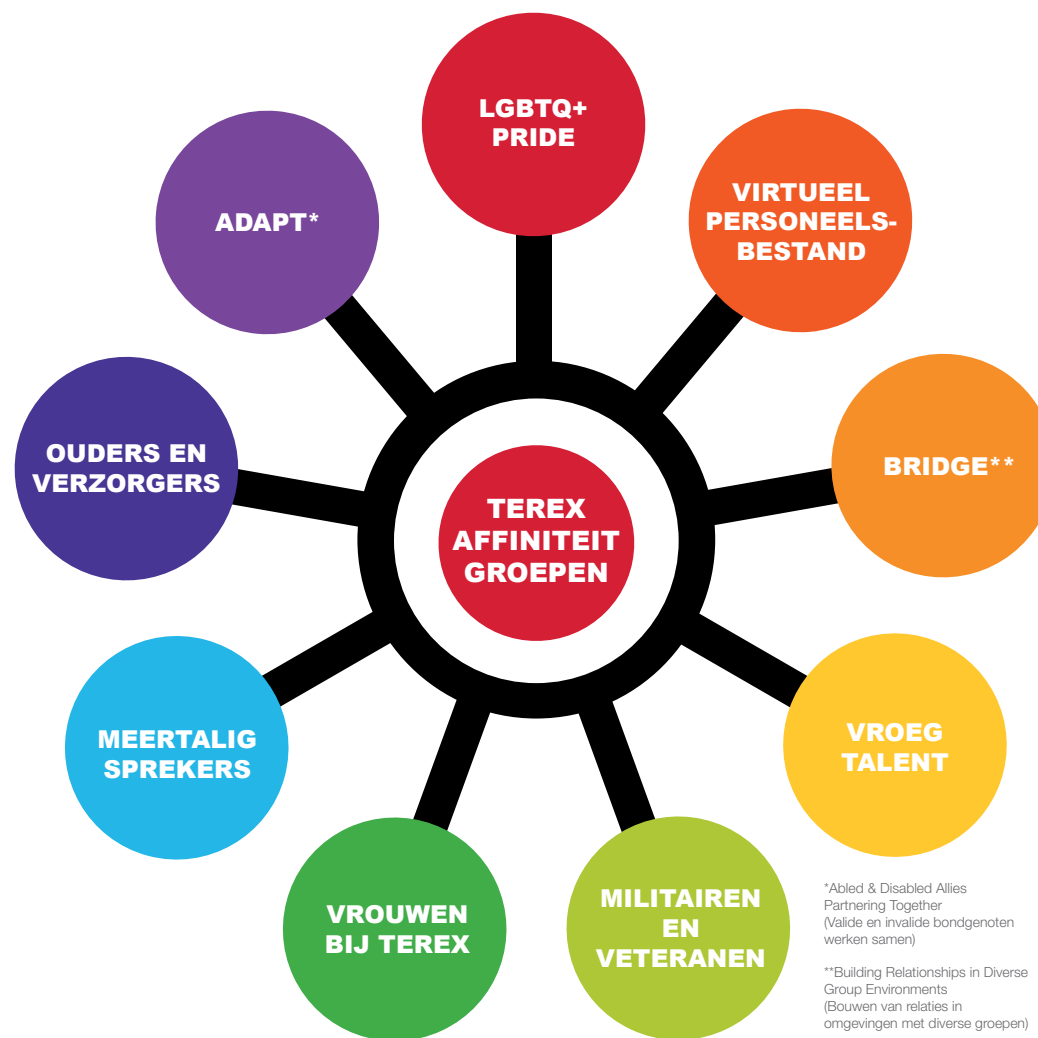 LGBTQ+
PRIDE
VIRTUEEL
PERSONEELS-
BESTAND
ADAPT*
BRIDGE**
OUDERS EN
VERZORGERS
TEREX
AFFINITEIT
GROEPEN
VROEG
TALENT
MEERTALIG
SPREKERS
MILITAIREN
EN
VETERANEN
VROUWEN
BIJ TEREX
*Abled & Disabled Allies
Partnering Together
(Valide en invalide bondgenoten
werken samen)
**Building Relationships in Diverse
Group Environments
(Bouwen van relaties in
omgevingen met diverse groepen)